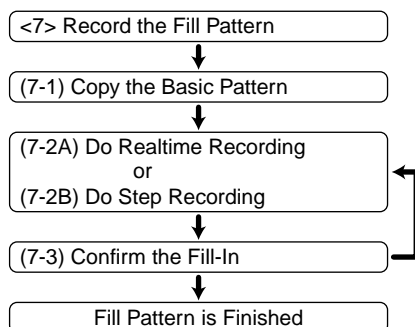 <7> Record the Fill Pattern
(7-1) Copy the Basic Pattern
(7-2A) Do Realtime Recording
or
(7-2B) Do Step Recording
(7-3) Confirm the Fill-In
Fill Pattern is Finished